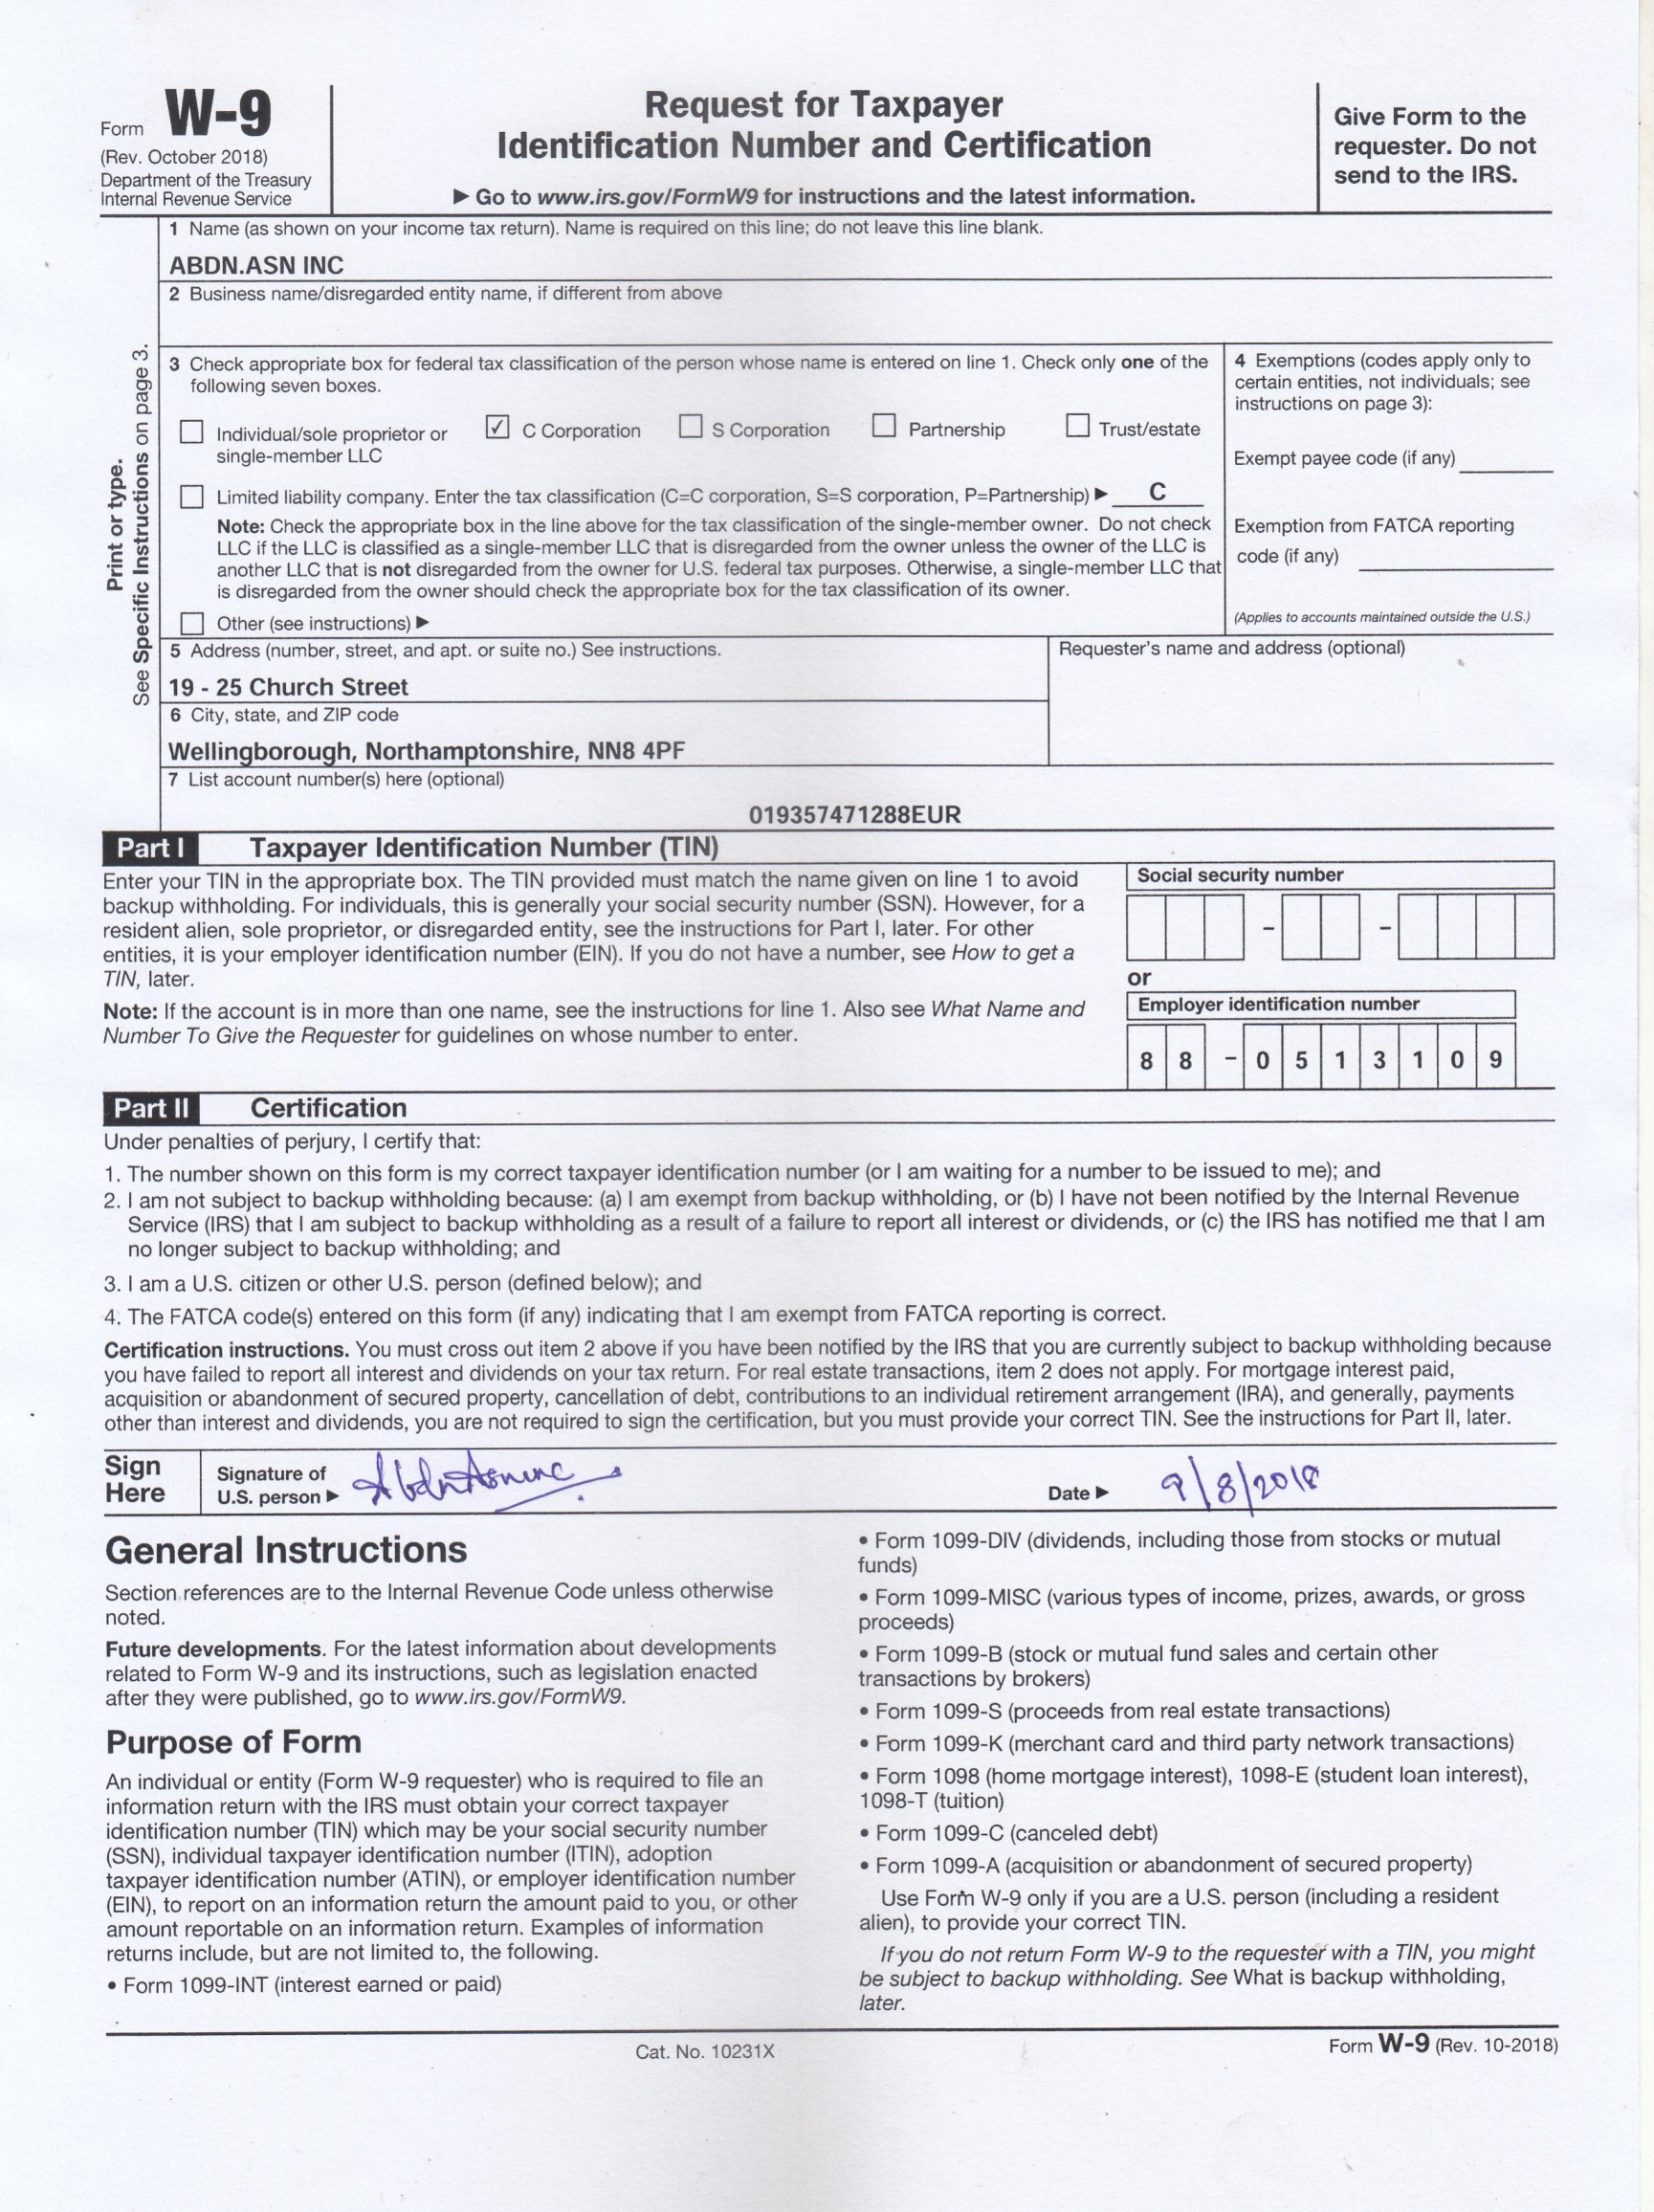 Form W-9
(Rev. October 2018)
Department of the Treasury
Internal Revenue Service
Request for Taxpayer
Identification Number and Certification
▶ Go to www.irs.gov/FormW9 for instructions and the latest information.
Give Form to the
requester. Do not
send to the IRS.
Print or type.
See Specific Instructions on page 3.
1 Name (as shown on your income tax return). Name is required on this line; do not leave this line blank.
ABDN.ASN INC
2 Business name/disregarded entity name, if different from above
3 Check appropriate box for federal tax classification of the person whose name is entered on line 1. Check only one of the
following seven boxes.
Individual/sole proprietor or
single-member LLC
✓ C Corporation
S Corporation
Partnership
Trust/estate
Limited liability company. Enter the tax classification (C=C corporation, S=S corporation, P=Partnership) ▶ C
Note: Check the appropriate box in the line above for the tax classification of the single-member owner. Do not check
LLC if the LLC is classified as a single-member LLC that is disregarded from the owner unless the owner of the LLC is
another LLC that is not disregarded from the owner for U.S. federal tax purposes. Otherwise, a single-member LLC that
is disregarded from the owner should check the appropriate box for the tax classification of its owner.
Other (see instructions) ▶
4 Exemptions (codes apply only to
certain entities, not individuals; see
instructions on page 3):
Exempt payee code (if any)
Exemption from FATCA reporting
code (if any)
(Applies to accounts maintained outside the U.S.)
5 Address (number, street, and apt. or suite no.) See instructions.
19 - 25 Church Street
6 City, state, and ZIP code
Wellingborough, Northamptonshire, NN8 4PF
Requester's name and address (optional)
7 List account number(s) here (optional)
019357471288EUR
Part I Taxpayer Identification Number (TIN)
Enter your TIN in the appropriate box. The TIN provided must match the name given on line 1 to avoid
backup withholding. For individuals, this is generally your social security number (SSN). However, for a
resident alien, sole proprietor, or disregarded entity, see the instructions for Part I, later. For other
entities, it is your employer identification number (EIN). If you do not have a number, see How to get a
TIN, later.
Note: If the account is in more than one name, see the instructions for line 1. Also see What Name and
Number To Give the Requester for guidelines on whose number to enter.
Social security number
– –
or
Employer identification number
8 8 – 0 5 1 3 1 0 9
Part II Certification
Under penalties of perjury, I certify that:
1. The number shown on this form is my correct taxpayer identification number (or I am waiting for a number to be issued to me); and
2. I am not subject to backup withholding because: (a) I am exempt from backup withholding, or (b) I have not been notified by the Internal Revenue
Service (IRS) that I am subject to backup withholding as a result of a failure to report all interest or dividends, or (c) the IRS has notified me that I am
no longer subject to backup withholding; and
3. I am a U.S. citizen or other U.S. person (defined below); and
4. The FATCA code(s) entered on this form (if any) indicating that I am exempt from FATCA reporting is correct.
Certification instructions. You must cross out item 2 above if you have been notified by the IRS that you are currently subject to backup withholding because
you have failed to report all interest and dividends on your tax return. For real estate transactions, item 2 does not apply. For mortgage interest paid,
acquisition or abandonment of secured property, cancellation of debt, contributions to an individual retirement arrangement (IRA), and generally, payments
other than interest and dividends, you are not required to sign the certification, but you must provide your correct TIN. See the instructions for Part II, later.
Sign
Here
Signature of
U.S. person ▶ AbdnAsninc
Date ▶ 9/8/2018
General Instructions
Section references are to the Internal Revenue Code unless otherwise
noted.
Future developments. For the latest information about developments
related to Form W-9 and its instructions, such as legislation enacted
after they were published, go to www.irs.gov/FormW9.
Purpose of Form
An individual or entity (Form W-9 requester) who is required to file an
information return with the IRS must obtain your correct taxpayer
identification number (TIN) which may be your social security number
(SSN), individual taxpayer identification number (ITIN), adoption
taxpayer identification number (ATIN), or employer identification number
(EIN), to report on an information return the amount paid to you, or other
amount reportable on an information return. Examples of information
returns include, but are not limited to, the following.
• Form 1099-INT (interest earned or paid)
• Form 1099-DIV (dividends, including those from stocks or mutual
funds)
• Form 1099-MISC (various types of income, prizes, awards, or gross
proceeds)
• Form 1099-B (stock or mutual fund sales and certain other
transactions by brokers)
• Form 1099-S (proceeds from real estate transactions)
• Form 1099-K (merchant card and third party network transactions)
• Form 1098 (home mortgage interest), 1098-E (student loan interest),
1098-T (tuition)
• Form 1099-C (canceled debt)
• Form 1099-A (acquisition or abandonment of secured property)
Use Form W-9 only if you are a U.S. person (including a resident
alien), to provide your correct TIN.
If you do not return Form W-9 to the requester with a TIN, you might
be subject to backup withholding. See What is backup withholding,
later.
Cat. No. 10231X
Form W-9 (Rev. 10-2018)